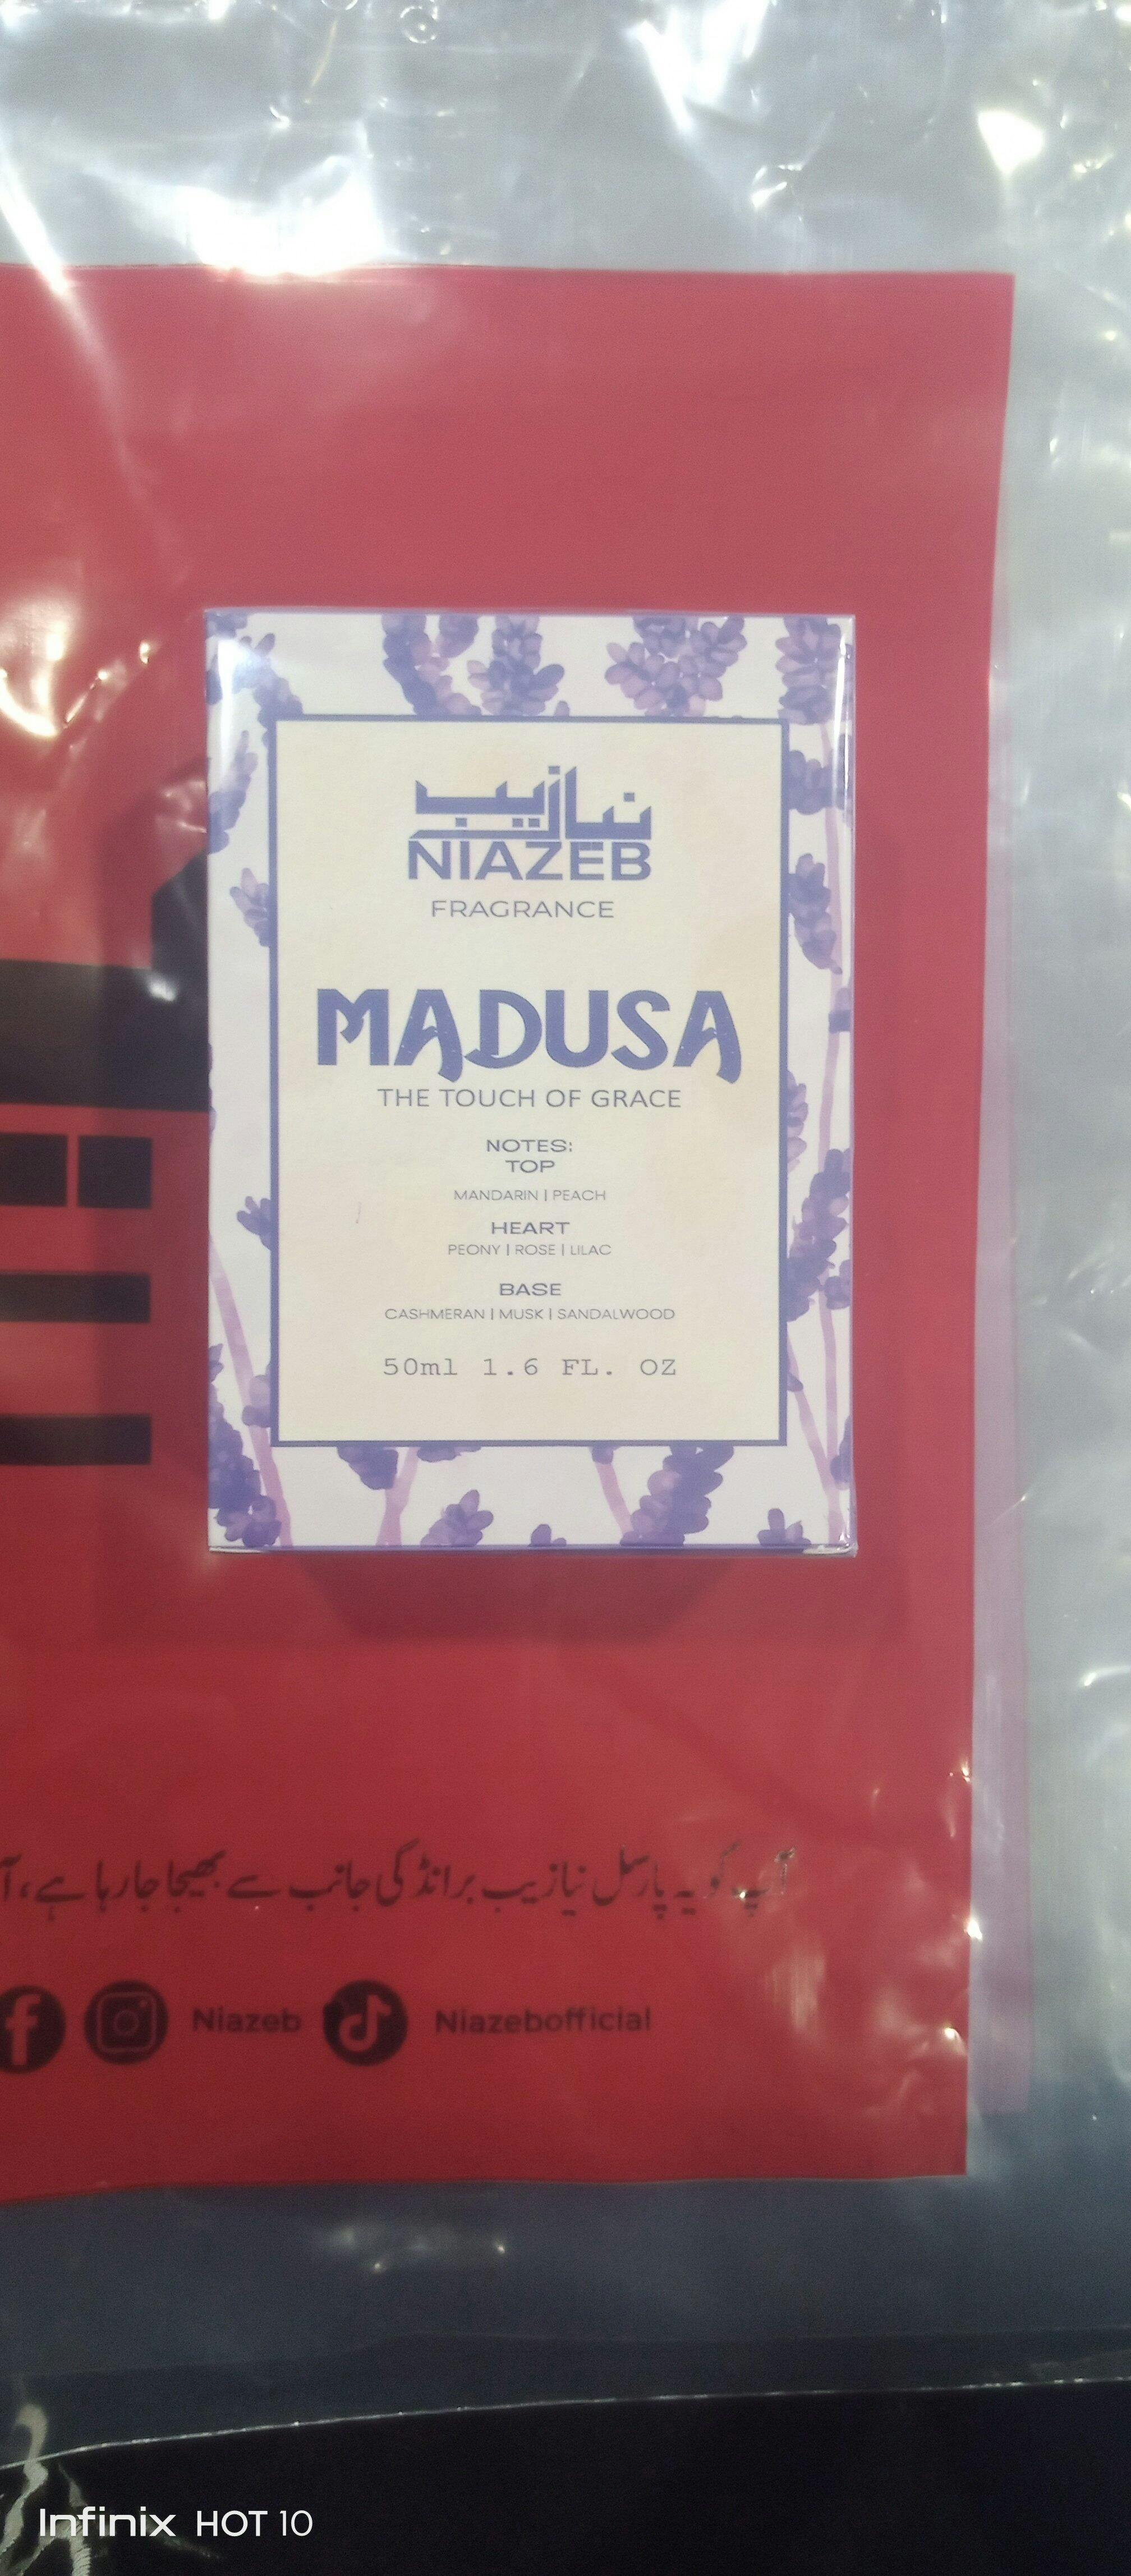 نیازیب
NIAZEB
FRAGRANCE
MADUSA
THE TOUCH OF GRACE
NOTES:
TOP
MANDARIN | PEACH
HEART
PEONY | ROSE | LILAC
BASE
CASHMERAN | MUSK | SANDALWOOD
50ml 1.6 FL. OZ
آپ کو یہ پارسل نیازیب برانڈ کی جانب سے بھیجا جا رہا ہے،
Niazeb
Niazebofficial
Infinix HOT 10